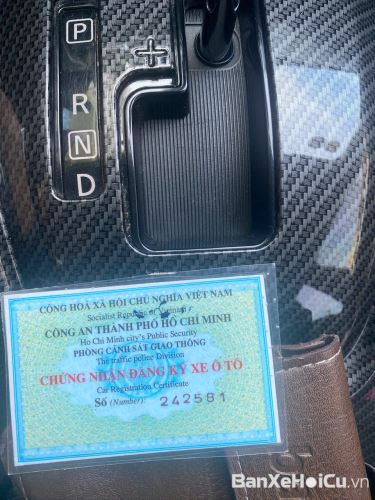 P
R
N
D
+
CỘNG HOÀ XÃ HỘI CHỦ NGHĨA VIỆT NAM
Socialist Republic of Vietnam
CÔNG AN THÀNH PHỐ HỒ CHÍ MINH
Ho Chi Minh city's Public Security
PHÒNG CẢNH SÁT GIAO THÔNG
The traffic police Division
CHỨNG NHẬN ĐĂNG KÝ XE Ô TÔ
Car Registration Certificate
Số (Number): 242581
BanXeHoiCu.vn